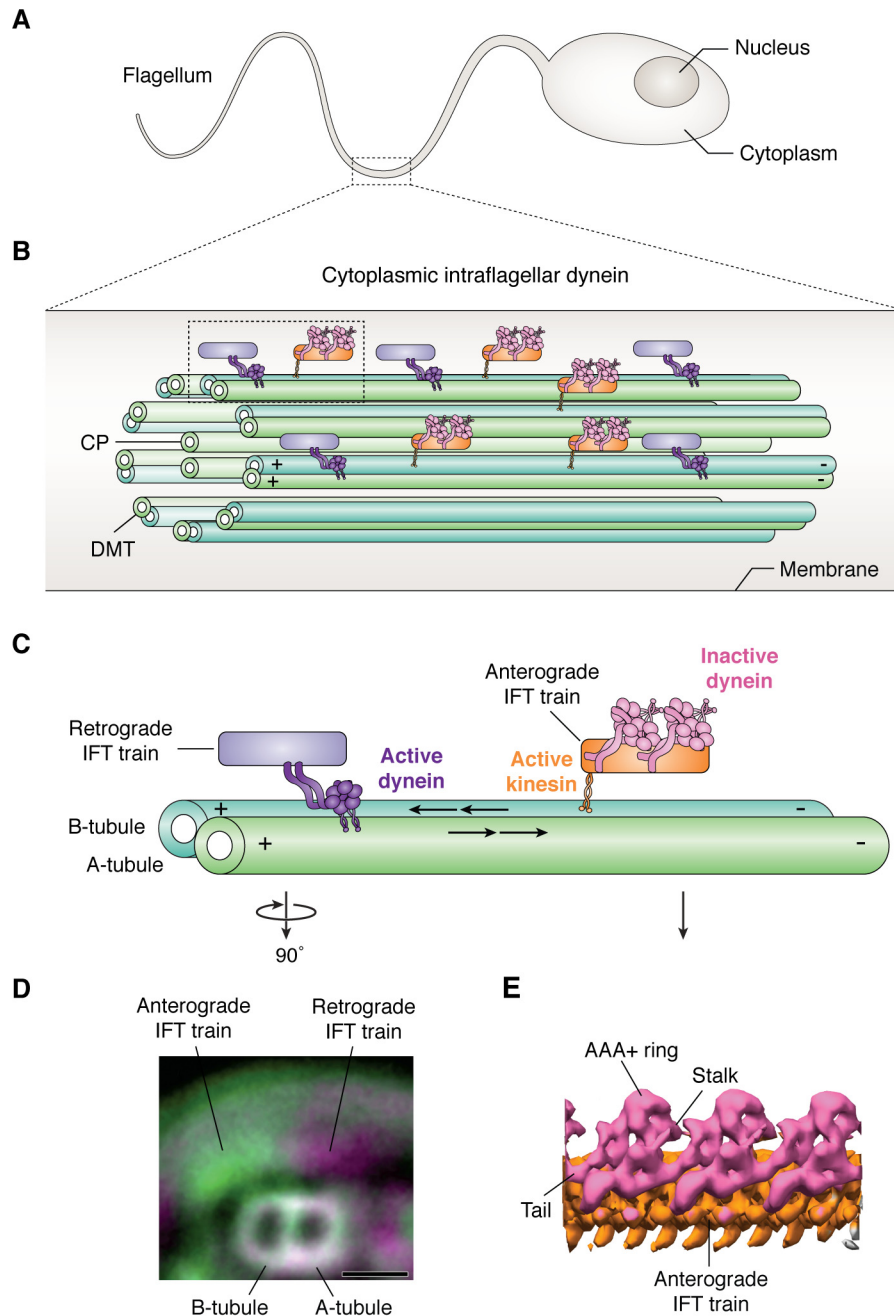 A
Flagellum
Nucleus
Cytoplasm
B
Cytoplasmic intraflagellar dynein
CP
+
-
+
-
DMT
Membrane
C
Inactive
dynein
Anterograde
IFT train
Retrograde
IFT train
Active
dynein
Active
kinesin
B-tubule
+
-
A-tubule
+
-
90°
D
Anterograde
IFT train
Retrograde
IFT train
B-tubule
A-tubule
E
AAA+ ring
Stalk
Tail
Anterograde
IFT train